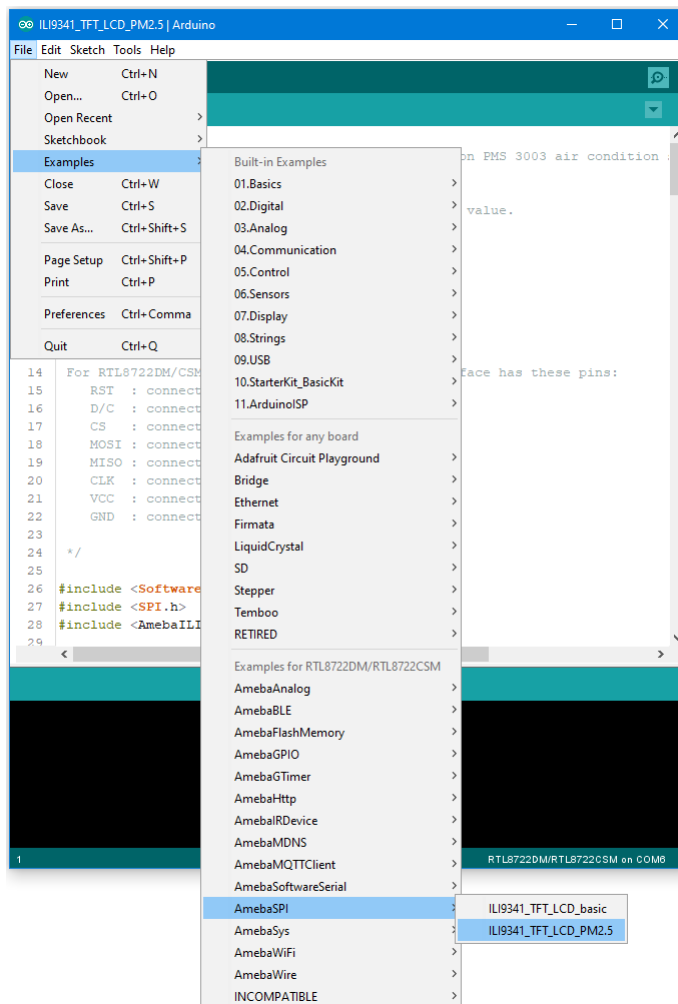 ILI9341_TFT_LCD_PM2.5 | Arduino
File Edit Sketch Tools Help
New Ctrl+N
Open... Ctrl+O
Open Recent
Sketchbook
Examples
Close Ctrl+W
Save Ctrl+S
Save As... Ctrl+Shift+S
Page Setup Ctrl+Shift+P
Print Ctrl+P
Preferences Ctrl+Comma
Quit Ctrl+Q
Built-in Examples
01.Basics
02.Digital
03.Analog
04.Communication
05.Control
06.Sensors
07.Display
08.Strings
09.USB
10.StarterKit_BasicKit
11.ArduinoISP
Examples for any board
Adafruit Circuit Playground
Bridge
Ethernet
Firmata
LiquidCrystal
SD
Stepper
Temboo
RETIRED
Examples for RTL8722DM/RTL8722CSM
AmebaAnalog
AmebaBLE
AmebaFlashMemory
AmebaGPIO
AmebaGTimer
AmebaHttp
AmebaIRDevice
AmebaMDNS
AmebaMQTTClient
AmebaSoftwareSerial
AmebaSPI
AmebaSys
AmebaWiFi
AmebaWire
INCOMPATIBLE
ILI9341_TFT_LCD_basic
ILI9341_TFT_LCD_PM2.5
on PMS 3003 air condition
value.
14 For RTL8722DM/CSM face has these pins:
15 RST : connect
16 D/C : connect
17 CS : connect
18 MOSI : connect
19 MISO : connect
20 CLK : connect
21 VCC : connect
22 GND : connect
23
24 */
25
26 #include <Software
27 #include <SPI.h>
28 #include <AmebaILI
29
1 RTL8722DM/RTL8722CSM on COM6